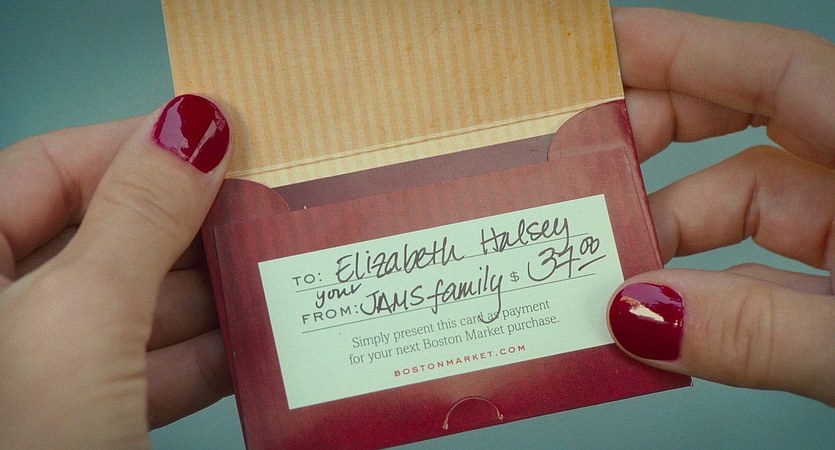 TO: Elizabeth Halsey
your
FROM: JAMS family $ 37.00
Simply present this card as payment
for your next Boston Market purchase.
BOSTONMARKET.COM